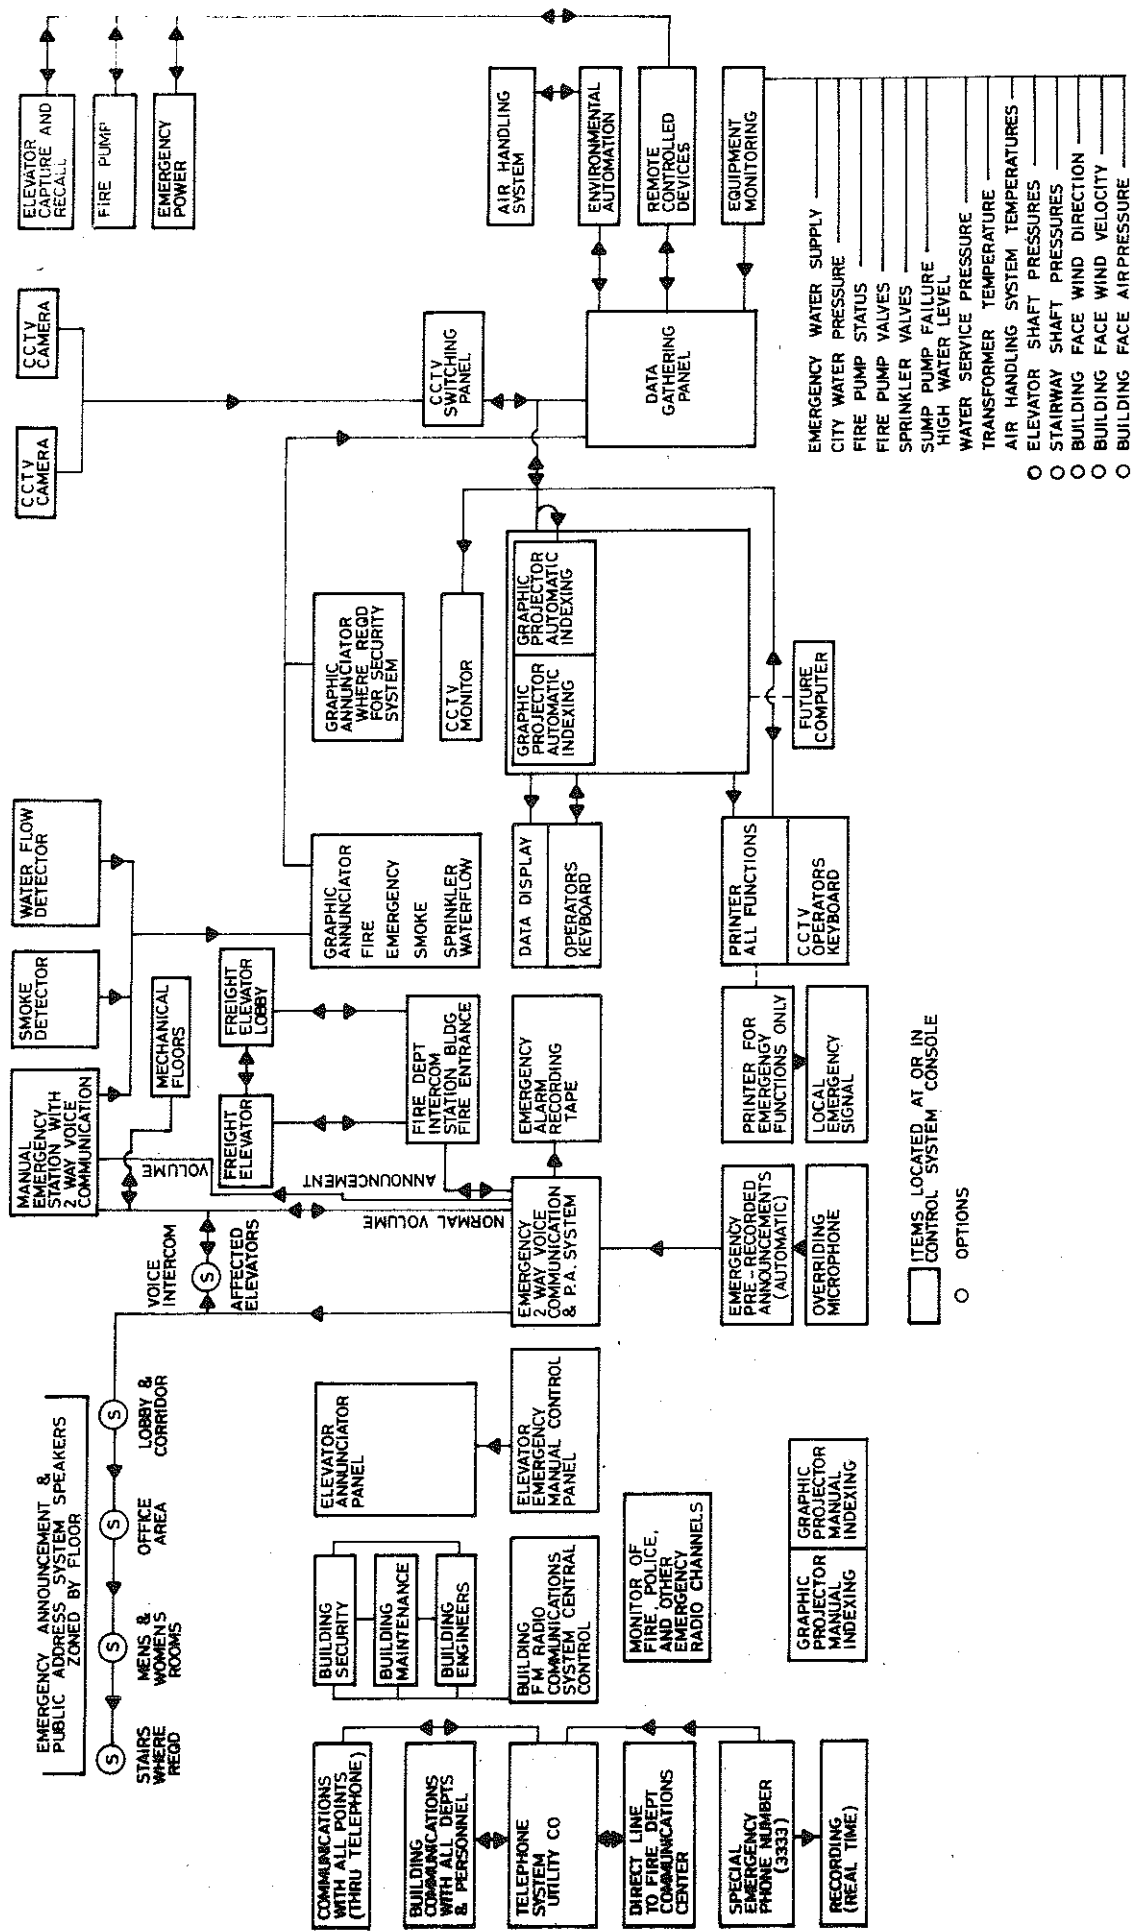 EMERGENCY ANNOUNCEMENT &
PUBLIC ADDRESS SYSTEM SPEAKERS
ZONED BY FLOOR
S
STAIRS
WHERE
REQD
S
MENS &
WOMENS
ROOMS
S
OFFICE
AREA
S
LOBBY &
CORRIDOR
VOICE
INTERCOM
S
AFFECTED
ELEVATORS
MANUAL
EMERGENCY
STATION WITH
2 WAY VOICE
COMMUNICATION
SMOKE
DETECTOR
WATER FLOW
DETECTOR
MECHANICAL
FLOORS
VOLUME
ANNOUNCEMENT
NORMAL VOLUME
FREIGHT
ELEVATOR
FREIGHT
ELEVATOR
LOBBY
FIRE DEPT
INTERCOM
STATION BLDG
FIRE ENTRANCE
CCTV
CAMERA
CCTV
CAMERA
ELEVATOR
CAPTURE AND
RECALL
FIRE PUMP
EMERGENCY
POWER
COMMUNICATIONS
WITH ALL POINTS
(THRU TELEPHONE)
BUILDING
COMMUNICATIONS
WITH ALL DEPTS
& PERSONNEL
TELEPHONE
SYSTEM
UTILITY CO
DIRECT LINE
TO FIRE DEPT
COMMUNICATIONS
CENTER
SPECIAL
EMERGENCY
PHONE NUMBER
(3333)
RECORDING
(REAL TIME)
BUILDING
SECURITY
BUILDING
MAINTENANCE
BUILDING
ENGINEERS
BUILDING
FM RADIO
COMMUNICATIONS
SYSTEM CENTRAL
CONTROL
MONITOR OF
FIRE, POLICE,
AND OTHER
EMERGENCY
RADIO CHANNELS
GRAPHIC
PROJECTOR
MANUAL
INDEXING
GRAPHIC
PROJECTOR
MANUAL
INDEXING
ELEVATOR
ANNUNCIATOR
PANEL
ELEVATOR
EMERGENCY
MANUAL CONTROL
PANEL
EMERGENCY
2 WAY VOICE
COMMUNICATION
& P.A. SYSTEM
EMERGENCY
ALARM
RECORDING
TAPE
EMERGENCY
PRE-RECORDED
ANNOUNCEMENTS
(AUTOMATIC)
OVERRIDING
MICROPHONE
PRINTER FOR
EMERGENCY
FUNCTIONS ONLY
LOCAL
EMERGENCY
SIGNAL
GRAPHIC
ANNUNCIATOR
FIRE
EMERGENCY
SMOKE
SPRINKLER
WATERFLOW
GRAPHIC
ANNUNCIATOR
WHERE REQD
FOR SECURITY
SYSTEM
CCTV
MONITOR
DATA DISPLAY
OPERATORS
KEYBOARD
PRINTER
ALL FUNCTIONS
CCTV
OPERATORS
KEYBOARD
GRAPHIC
PROJECTOR
AUTOMATIC
INDEXING
GRAPHIC
PROJECTOR
AUTOMATIC
INDEXING
FUTURE
COMPUTER
CCTV
SWITCHING
PANEL
DATA
GATHERING
PANEL
AIR HANDLING
SYSTEM
ENVIRONMENTAL
AUTOMATION
REMOTE
CONTROLLED
DEVICES
EQUIPMENT
MONITORING
EMERGENCY WATER SUPPLY
CITY WATER PRESSURE
FIRE PUMP STATUS
FIRE PUMP VALVES
SPRINKLER VALVES
SUMP PUMP FAILURE
HIGH WATER LEVEL
WATER SERVICE PRESSURE
TRANSFORMER TEMPERATURE
AIR HANDLING SYSTEM TEMPERATURES
ELEVATOR SHAFT PRESSURES
STAIRWAY SHAFT PRESSURES
BUILDING FACE WIND DIRECTION
BUILDING FACE WIND VELOCITY
BUILDING FACE AIR PRESSURE
ITEMS LOCATED AT OR IN
CONTROL SYSTEM CONSOLE
OPTIONS